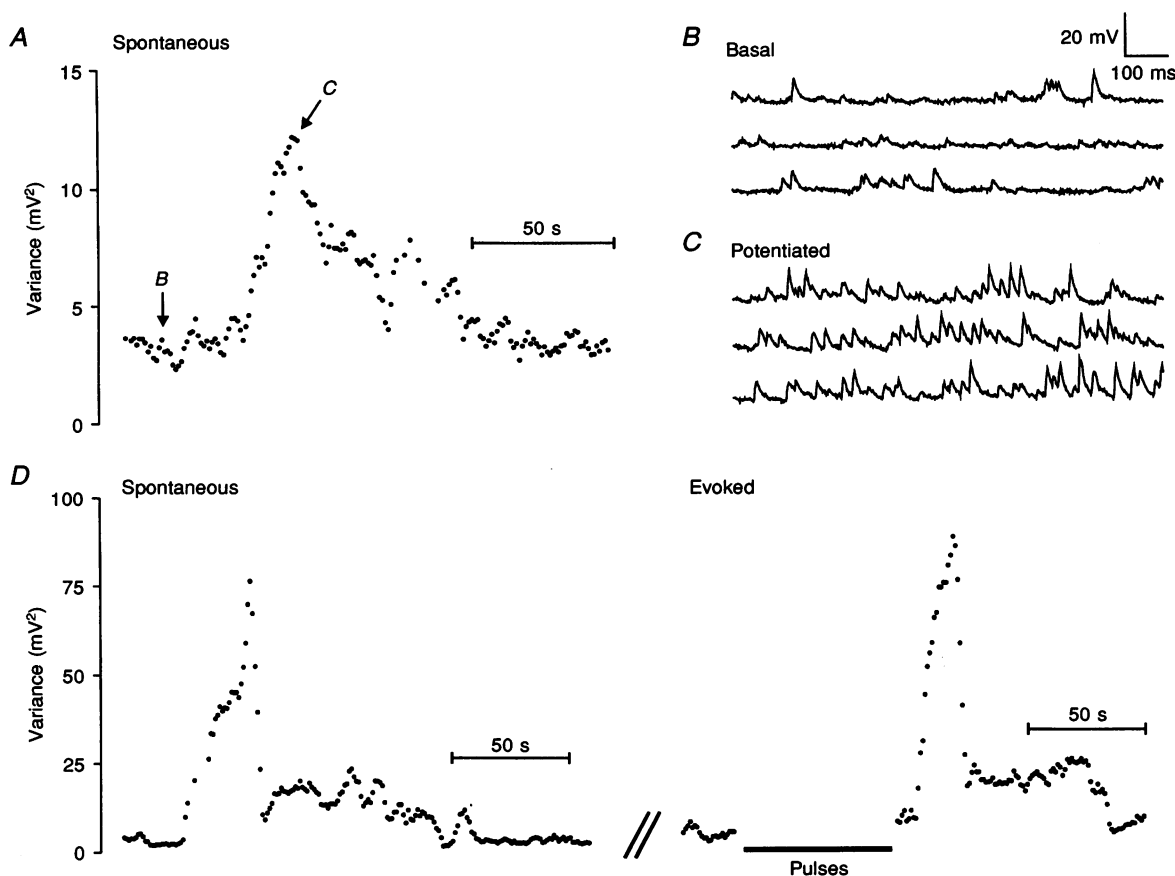 A
Spontaneous
15
10
5
0
Variance (mV²)
B
C
50 s
B
Basal
20 mV
100 ms
C
Potentiated
D
Spontaneous
100
75
50
25
0
Variance (mV²)
50 s
Evoked
50 s
Pulses